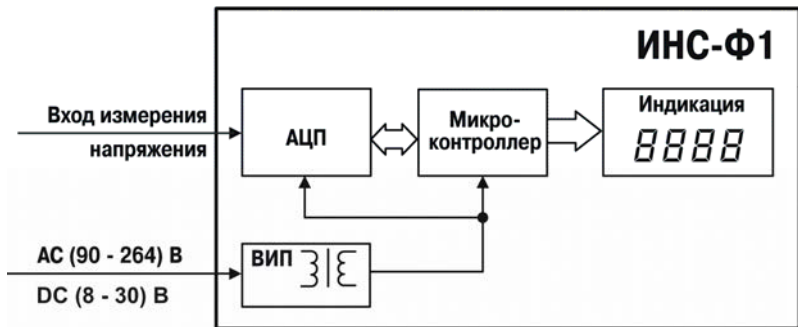 ИНС-Ф1
Вход измерения
напряжения
АЦП
Микро-
контроллер
Индикация
8888
AC (90 - 264) В
DC (8 - 30) В
ВИП